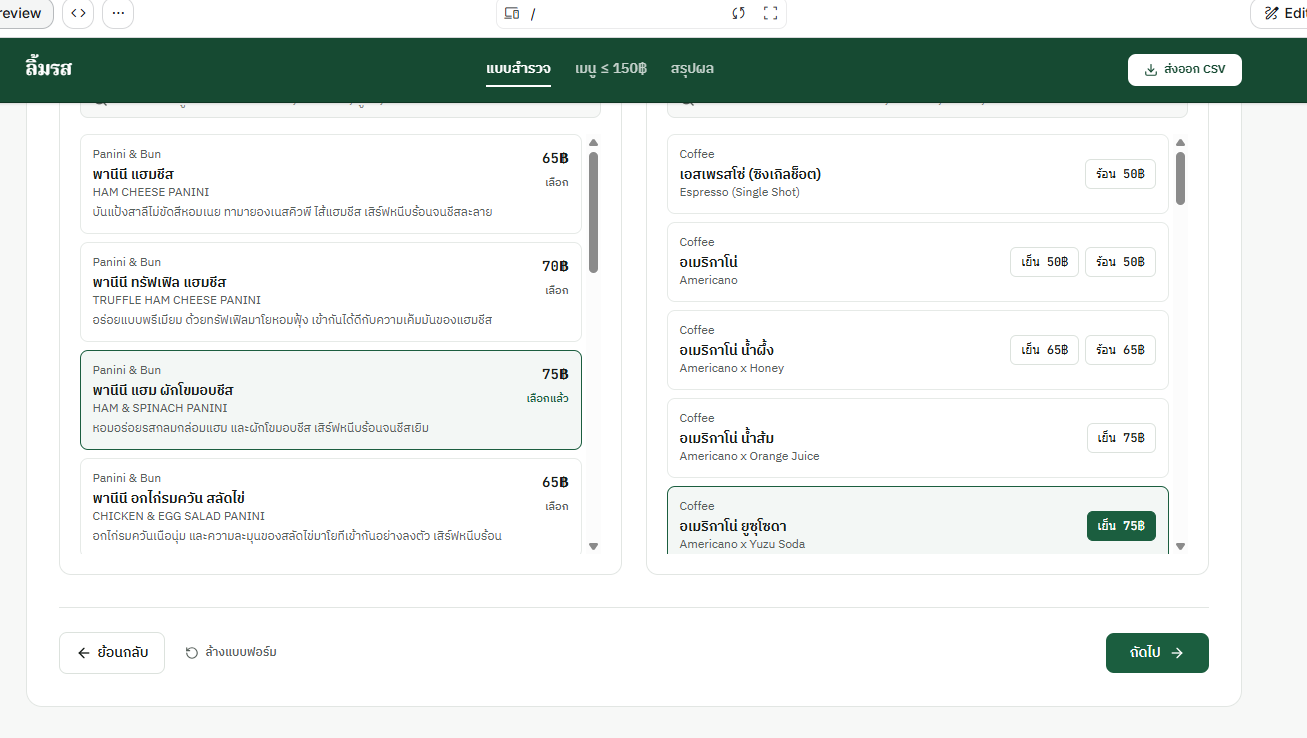 review
/
Edit
ลิ้มรส
แบบสำรวจ
เมนู ≤ 150฿
สรุปผล
ส่งออก CSV
Panini & Bun
65฿
พานีนี แฮมชีส
เลือก
HAM CHEESE PANINI
บันแป้งสาลีไม่ขัดสีหอมเนย ทามายองเนสคิวพี ไส้แฮมชีส เสิร์ฟหนีบร้อนจนชีสละลาย
Panini & Bun
70฿
พานีนี ทรัฟเฟิล แฮมชีส
เลือก
TRUFFLE HAM CHEESE PANINI
อร่อยแบบพรีเมียม ด้วยทรัฟเฟิลมาโยหอมฟุ้ง เข้ากันได้ดีกับความเค็มมันของแฮมชีส
Panini & Bun
75฿
พานีนี แฮม ผักโขมอบชีส
เลือกแล้ว
HAM & SPINACH PANINI
หอมอร่อยรสกลมกล่อมแฮม และผักโขมอบชีส เสิร์ฟหนีบร้อนจนชีสเยิ้ม
Panini & Bun
65฿
พานีนี อกไก่รมควัน สลัดไข่
เลือก
CHICKEN & EGG SALAD PANINI
อกไก่รมควันเนื้อนุ่ม และความละมุนของสลัดไข่มาโยที่เข้ากันอย่างลงตัว เสิร์ฟหนีบร้อน
Coffee
เอสเพรสโซ่ (ซิงเกิลช็อต)
ร้อน 50฿
Espresso (Single Shot)
Coffee
อเมริกาโน่
เย็น 50฿
ร้อน 50฿
Americano
Coffee
อเมริกาโน่ น้ำผึ้ง
เย็น 65฿
ร้อน 65฿
Americano x Honey
Coffee
อเมริกาโน่ น้ำส้ม
เย็น 75฿
Americano x Orange Juice
Coffee
อเมริกาโน่ ยูซุโซดา
เย็น 75฿
Americano x Yuzu Soda
ย้อนกลับ
ล้างแบบฟอร์ม
ถัดไป